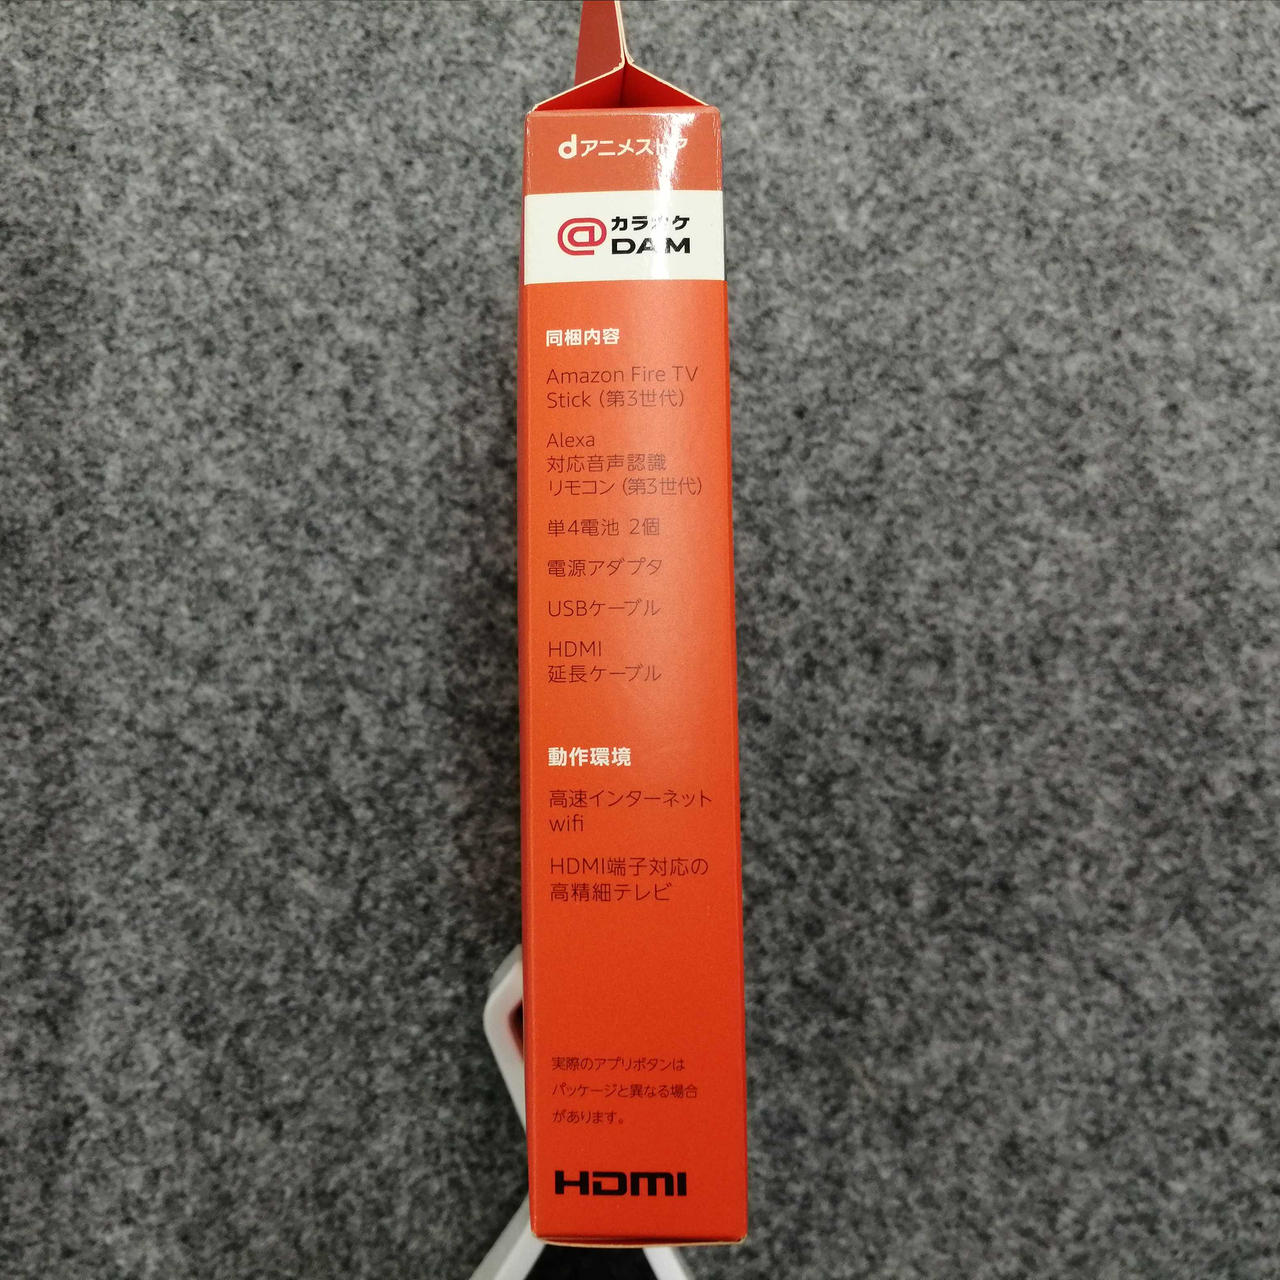 dアニメストア
@カラオケ
DAM
同梱内容
Amazon Fire TV
Stick（第3世代）
Alexa
対応音声認識
リモコン（第3世代）
単4電池 2個
電源アダプタ
USBケーブル
HDMI
延長ケーブル
動作環境
高速インターネット
wifi
HDMI端子対応の
高精細テレビ
実際のアプリボタンは
パッケージと異なる場合
があります。
HDMI